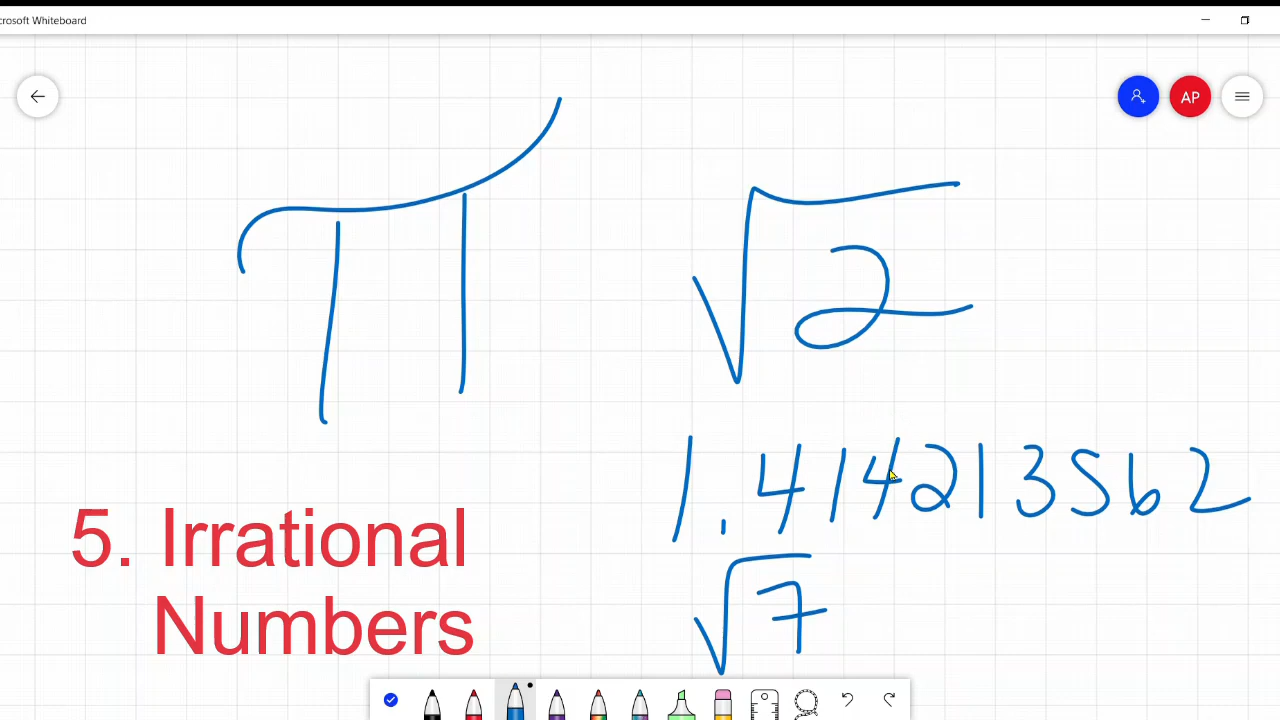 crosoft Whiteboard
AP
π
√2
1.414213562
√7
5. Irrational
Numbers